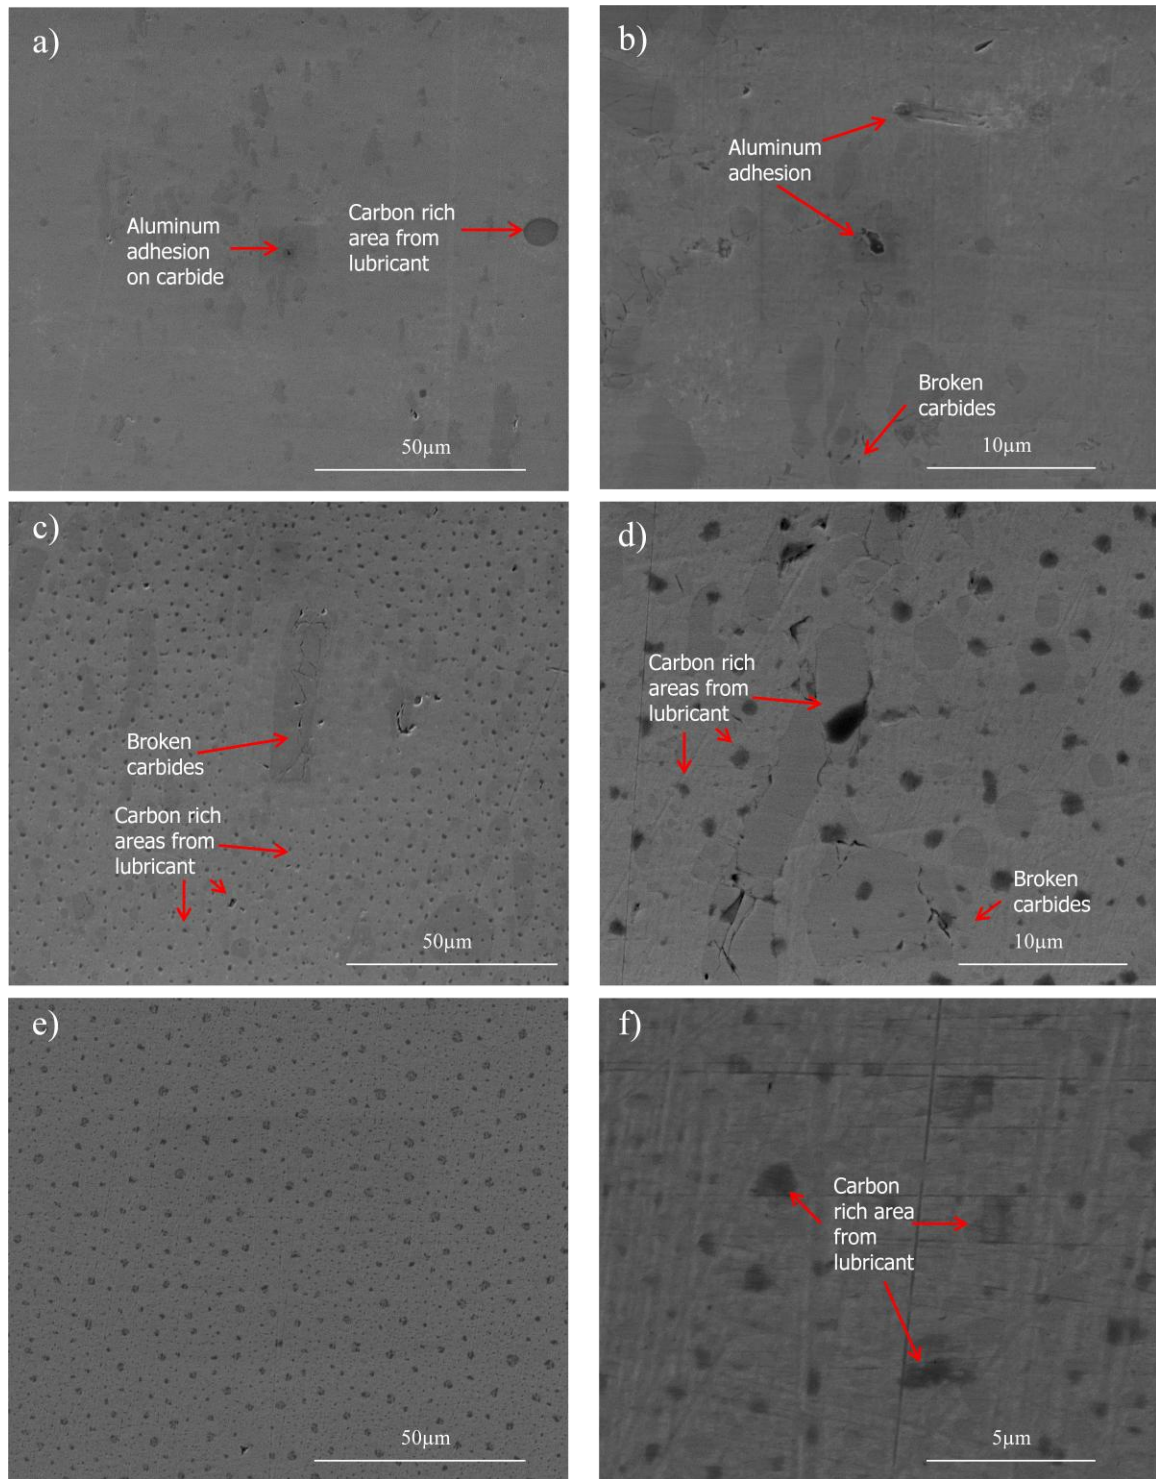 a)
Aluminum
adhesion
on carbide
Carbon rich
area from
lubricant
50µm
b)
Aluminum
adhesion
Broken
carbides
10µm
c)
Broken
carbides
Carbon rich
areas from
lubricant
50µm
d)
Carbon rich
areas from
lubricant
Broken
carbides
10µm
e)
50µm
f)
Carbon
rich area
from
lubricant
5µm